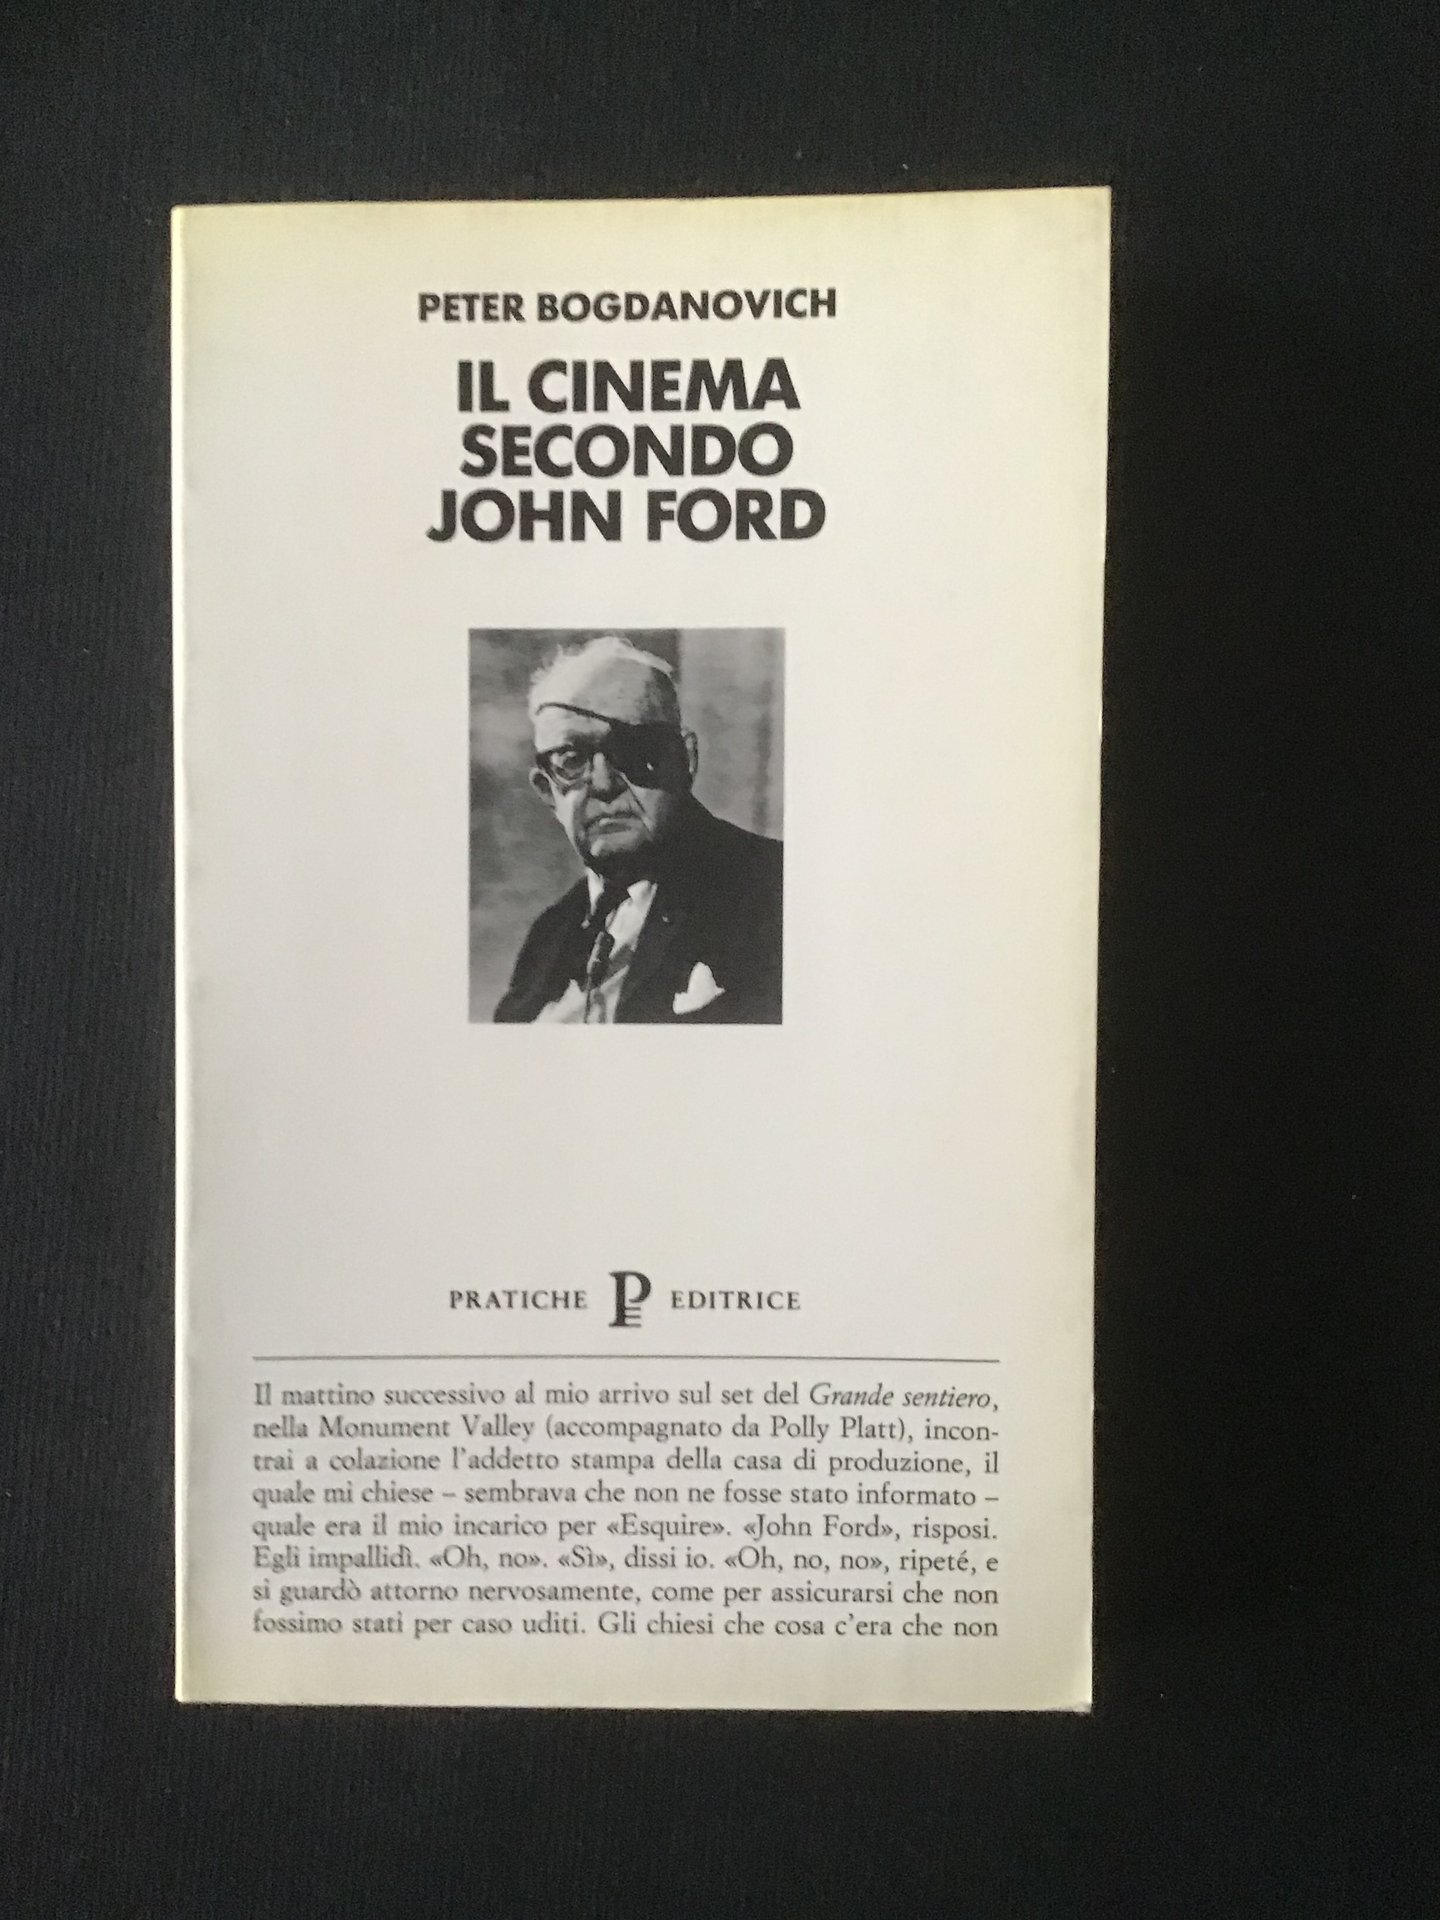 PETER BOGDANOVICH
IL CINEMA
SECONDO
JOHN FORD
PRATICHE PE EDITRICE
Il mattino successivo al mio arrivo sul set del Grande sentiero,
nella Monument Valley (accompagnato da Polly Platt), incon-
trai a colazione l'addetto stampa della casa di produzione, il
quale mi chiese – sembrava che non ne fosse stato informato –
quale era il mio incarico per «Esquire». «John Ford», risposi.
Egli impallidì. «Oh, no». «Sì», dissi io. «Oh, no, no», ripeté, e
si guardò attorno nervosamente, come per assicurarsi che non
fossimo stati per caso uditi. Gli chiesi che cosa c'era che non